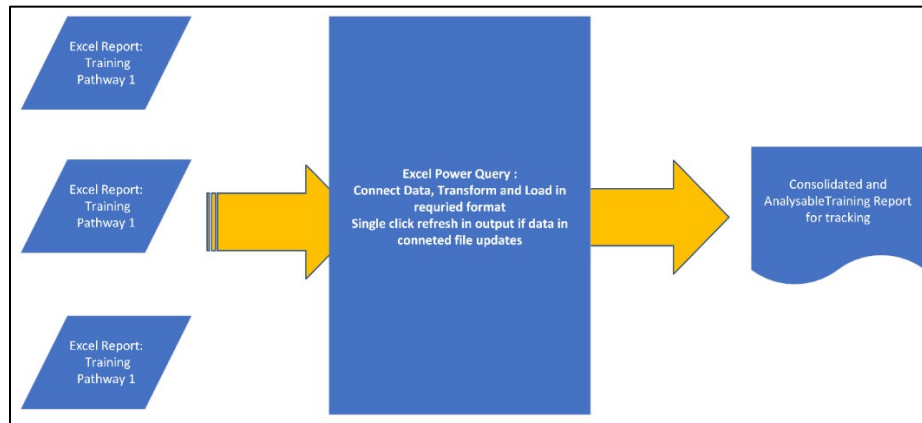 Excel Report:
Training
Pathway 1
Excel Report:
Training
Pathway 1
Excel Report:
Training
Pathway 1
Excel Power Query :
Connect Data, Transform and Load in
requried format
Single click refresh in output if data in
conneted file updates
Consolidated and
AnalysableTraining Report
for tracking